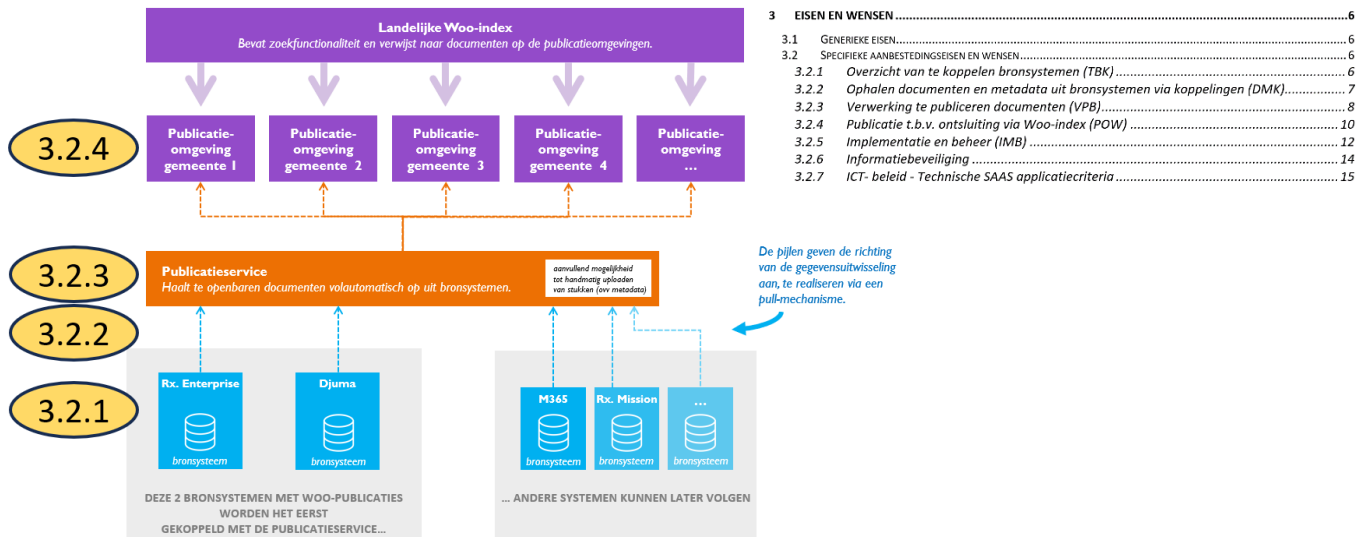 Landelijke Woo-index
Bevat zoekfunctionaliteit en verwijst naar documenten op de publicatieomgevingen.
3.2.4
Publicatie-
omgeving
gemeente 1
Publicatie-
omgeving
gemeente 2
Publicatie-
omgeving
gemeente 3
Publicatie-
omgeving
gemeente 4
Publicatie-
omgeving
...
3.2.3
Publicatieservice
Haalt te openbaren documenten volautomatisch op uit bronsystemen.
aanvullend mogelijkheid
tot handmatig uploaden
van stukken (ovv metadata)
De pijlen geven de richting
van de gegevensuitwisseling
aan, te realiseren via een
pull-mechanisme.
3.2.2
3.2.1
Rx. Enterprise
bronsysteem
Djuma
bronsysteem
M365
bronsysteem
Rx. Mission
bronsysteem
...
bronsysteem
DEZE 2 BRONSYSTEMEN MET WOO-PUBLICATIES
WORDEN HET EERST
GEKOPPELD MET DE PUBLICATIESERVICE...
... ANDERE SYSTEMEN KUNNEN LATER VOLGEN
3 EISEN EN WENSEN 6
3.1 GENERIEKE EISEN 6
3.2 SPECIFIEKE AANBESTEDINGSEISEN EN WENSEN 6
3.2.1 Overzicht van te koppelen bronsystemen (TBK) 6
3.2.2 Ophalen documenten en metadata uit bronsystemen via koppelingen (DMK) 7
3.2.3 Verwerking te publiceren documenten (VPB) 8
3.2.4 Publicatie t.b.v. ontsluiting via Woo-index (POW) 10
3.2.5 Implementatie en beheer (IMB) 12
3.2.6 Informatiebeveiliging 14
3.2.7 ICT- beleid - Technische SAAS applicatiecriteria 15